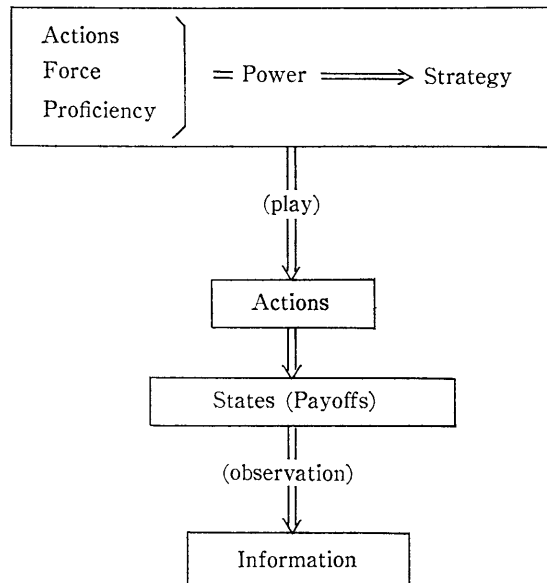 Actions
Force
Proficiency
= Power ⟹ Strategy
(play)
Actions
States (Payoffs)
(observation)
Information